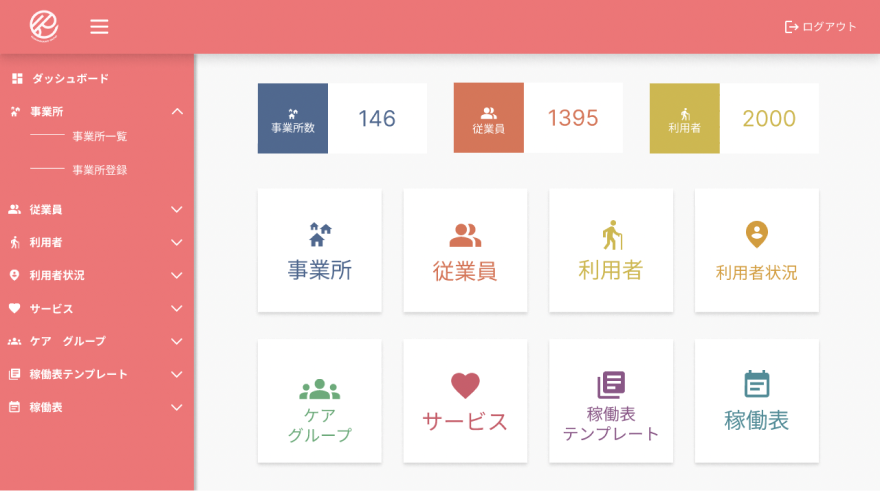 ログアウト
ダッシュボード
事業所
事業所一覧
事業所登録
従業員
利用者
利用者状況
サービス
ケア　グループ
稼働表テンプレート
稼働表
事業所数
146
従業員
1395
利用者
2000
事業所
従業員
利用者
利用者状況
ケア
グループ
サービス
稼働表
テンプレート
稼働表